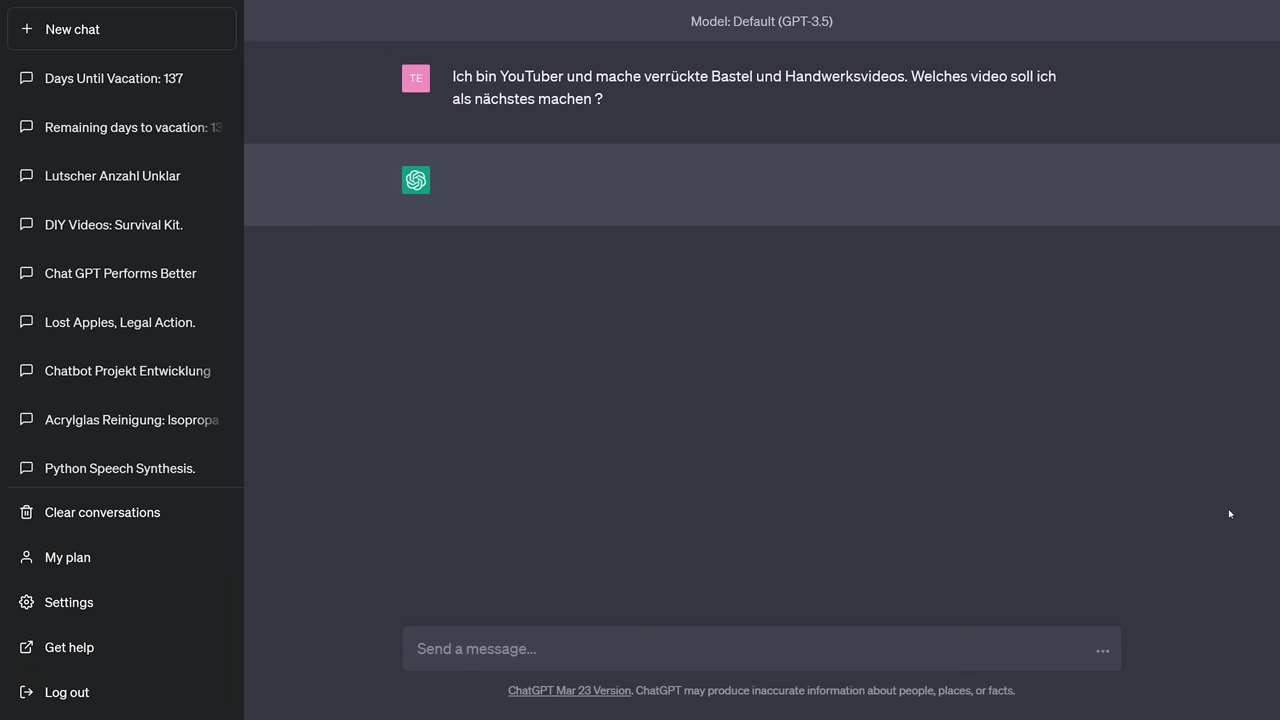 New chat
Days Until Vacation: 137
Remaining days to vacation: 13
Lutscher Anzahl Unklar
DIY Videos: Survival Kit.
Chat GPT Performs Better
Lost Apples, Legal Action.
Chatbot Projekt Entwicklung
Acrylglas Reinigung: Isopropa
Python Speech Synthesis.
Clear conversations
My plan
Settings
Get help
Log out
Model: Default (GPT-3.5)
TE
Ich bin YouTuber und mache verrückte Bastel und Handwerksvideos. Welches video soll ich
als nächstes machen ?
Send a message...
ChatGPT Mar 23 Version. ChatGPT may produce inaccurate information about people, places, or facts.